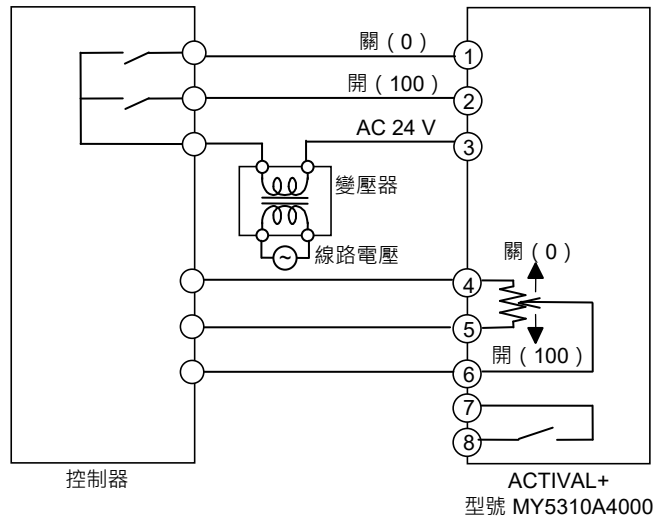 關（0）
①
開（100）
②
AC 24 V
③
變壓器
~
線路電壓
關（0）
④
⑤
開（100）
⑥
⑦
⑧
控制器
ACTIVAL+
型號 MY5310A4000